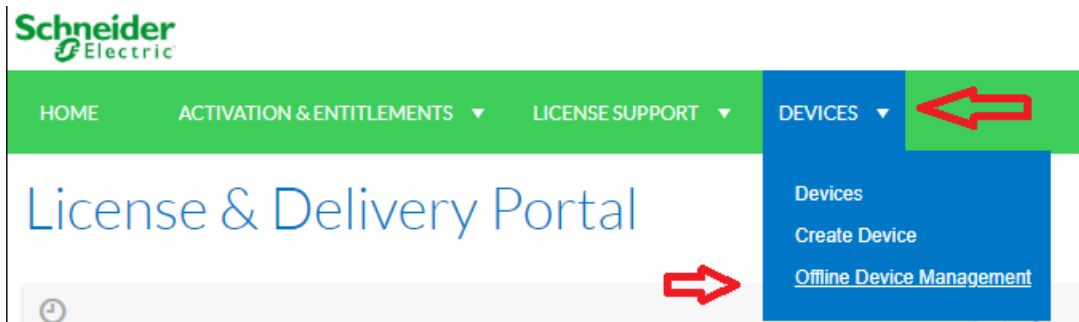 Schneider
Electric
HOME ACTIVATION & ENTITLEMENTS LICENSE SUPPORT DEVICES
License & Delivery Portal
Devices
Create Device
Offline Device Management